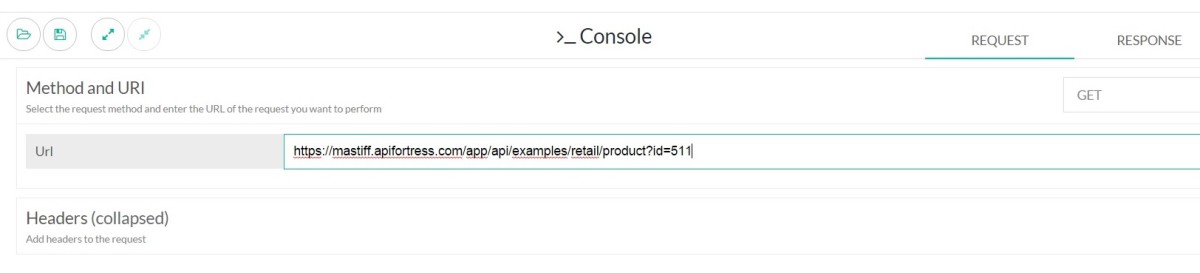 >_ Console
REQUEST
RESPONSE
Method and URI
Select the request method and enter the URL of the request you want to perform
GET
Url
https://mastiff.apifortress.com/app/api/examples/retail/product?id=511
Headers (collapsed)
Add headers to the request